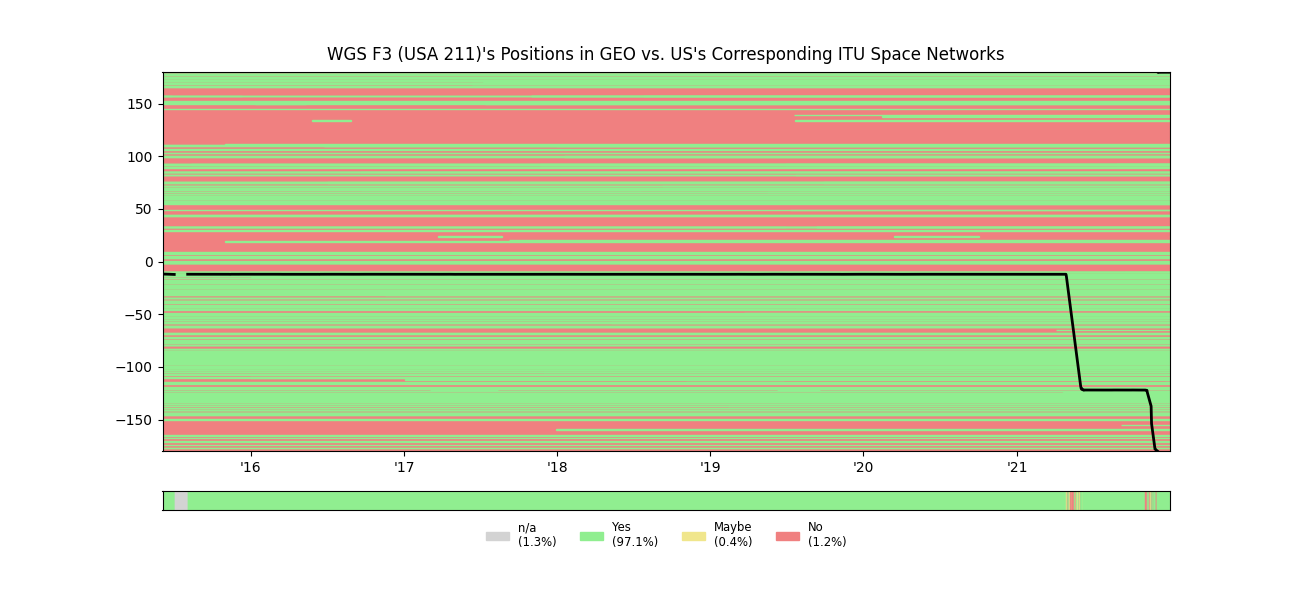 WGS F3 (USA 211)'s Positions in GEO vs. US's Corresponding ITU Space Networks
150
100
50
0
−50
−100
−150
'16 '17 '18 '19 '20 '21
n/a Yes Maybe No
(1.3%) (97.1%) (0.4%) (1.2%)